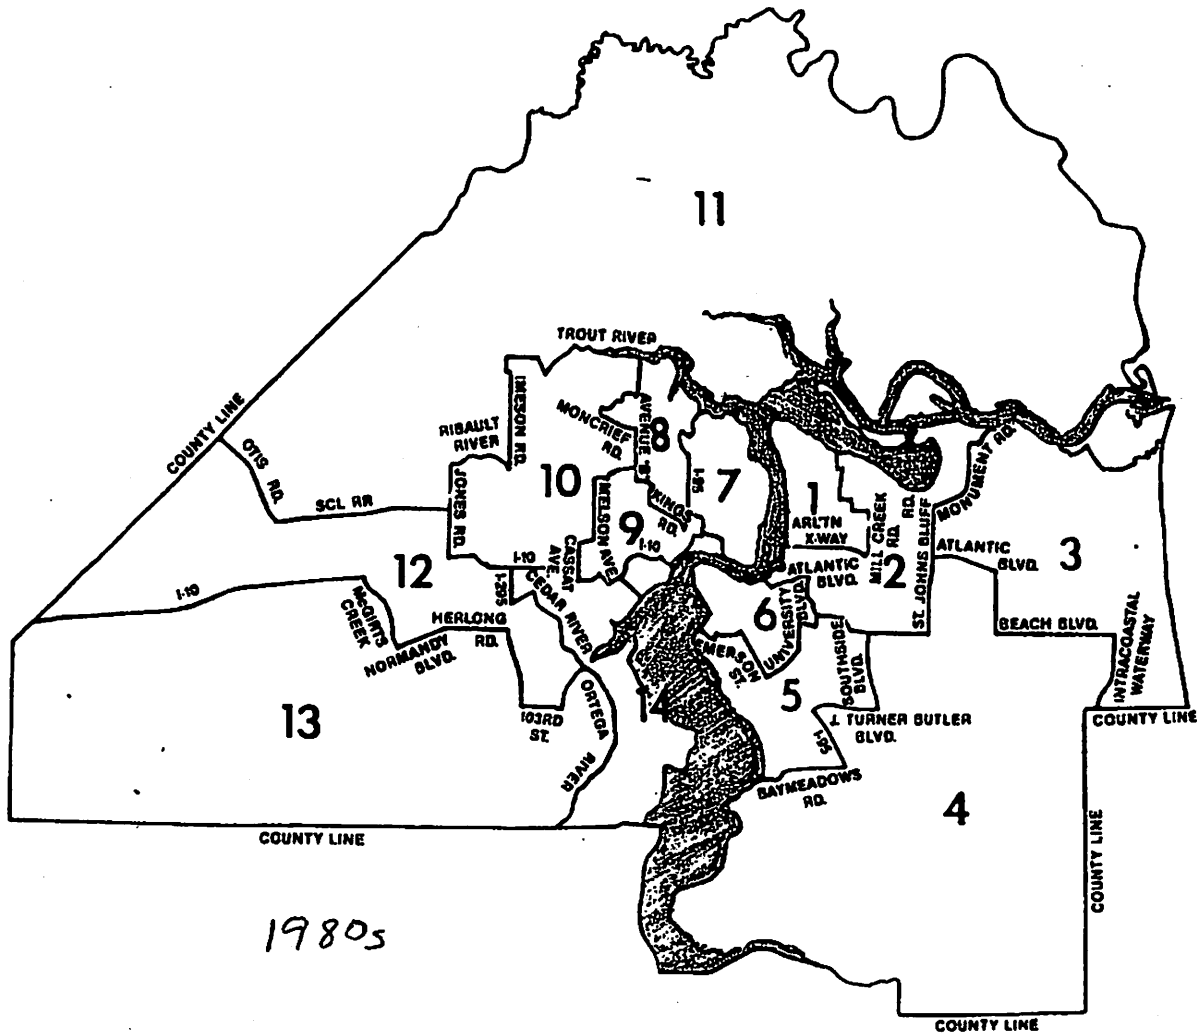 11
TROUT RIVER
IMESON RD.
MONCRIEF
RD.
AVENUE "B"
8
RIBAULT
RIVER
COUNTY LINE
OTIS
RD.
SCL RR
JONES RD.
10
I-95
7
1
MONUMENT RD.
NELSON AVE.
KINGS
RD.
9
ARL'TN
X-WAY
MILL CREEK
RD.
RD.
ST. JOHNS BLUFF
2
ATLANTIC
BLVD.
3
I-10
CASSAT
AVE.
I-10
12
I-10
I-295
CEDAR RIVER
ATLANTIC
BLVD.
McGIRTS
CREEK
HERLONG
RD.
NORMANDY
BLVD.
6
UNIVERSITY
BLVD.
EMERSON
ST.
SOUTHSIDE
BLVD.
BEACH BLVD.
INTRACOASTAL
WATERWAY
13
103RD
ST.
ORTEGA
RIVER
14
5
J. TURNER BUTLER
BLVD.
I-95
COUNTY LINE
BAYMEADOWS
RD.
4
COUNTY LINE
COUNTY LINE
1980s
COUNTY LINE